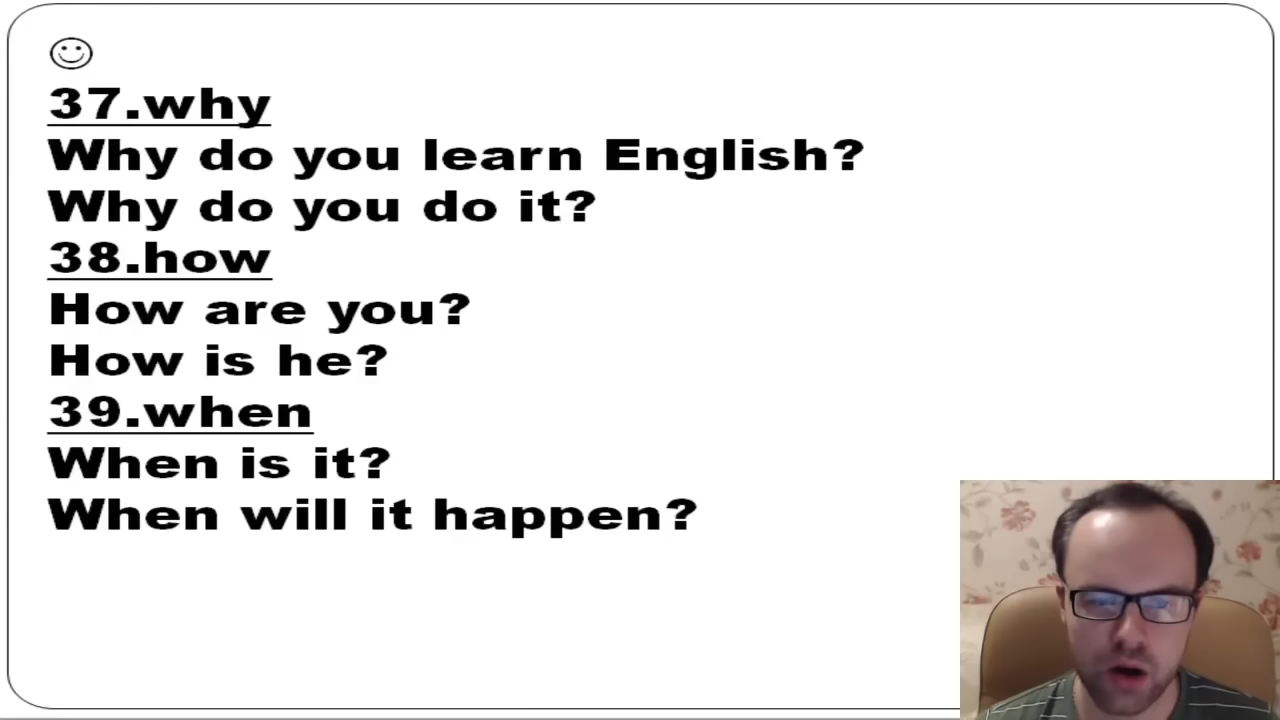 37.why
Why do you learn English?
Why do you do it?
38.how
How are you?
How is he?
39.when
When is it?
When will it happen?